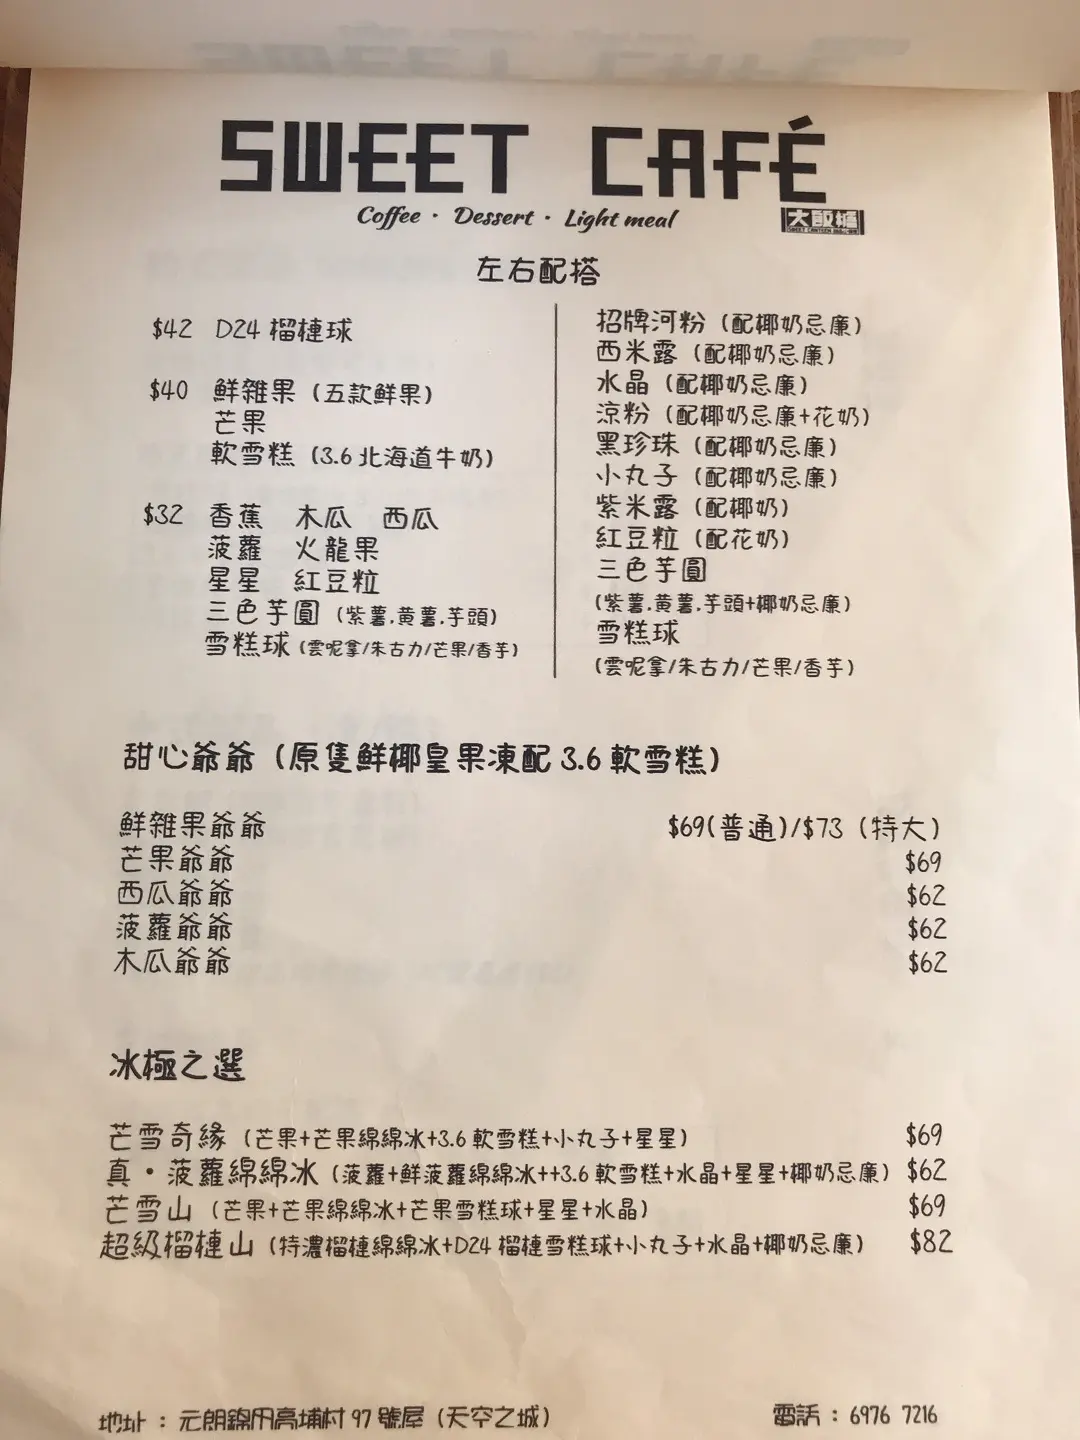 SWEET CAFÉ
Coffee · Dessert · Light meal
大飯桶
左右配搭
$42 D24 榴槤球
$40 鮮雜果 (五款鮮果)
芒果
軟雪糕 (3.6 北海道牛奶)
$32 香蕉 木瓜 西瓜
菠蘿 火龍果
星星 紅豆粒
三色芋圓 (紫薯.黃薯.芋頭)
雪糕球 (雲呢拿/朱古力/芒果/香芋)
招牌河粉 (配椰奶忌廉)
西米露 (配椰奶忌廉)
水晶 (配椰奶忌廉)
涼粉 (配椰奶忌廉+花奶)
黑珍珠 (配椰奶忌廉)
小丸子 (配椰奶忌廉)
紫米露 (配椰奶)
紅豆粒 (配花奶)
三色芋圓
(紫薯.黃薯.芋頭+椰奶忌廉)
雪糕球
(雲呢拿/朱古力/芒果/香芋)
甜心爺爺 (原隻鮮椰皇果凍配 3.6 軟雪糕)
鮮雜果爺爺 $69(普通)/$73 (特大)
芒果爺爺 $69
西瓜爺爺 $62
菠蘿爺爺 $62
木瓜爺爺 $62
冰極之選
芒雪奇緣 (芒果+芒果綿綿冰+3.6 軟雪糕+小丸子+星星) $69
真·菠蘿綿綿冰 (菠蘿+鮮菠蘿綿綿冰++3.6 軟雪糕+水晶+星星+椰奶忌廉) $62
芒雪山 (芒果+芒果綿綿冰+芒果雪糕球+星星+水晶) $69
超級榴槤山 (特濃榴槤綿綿冰+D24 榴槤雪糕球+小丸子+水晶+椰奶忌廉) $82
地址：元朗錦田高埔村 97 號屋 (天空之城) 電話：6976 7216